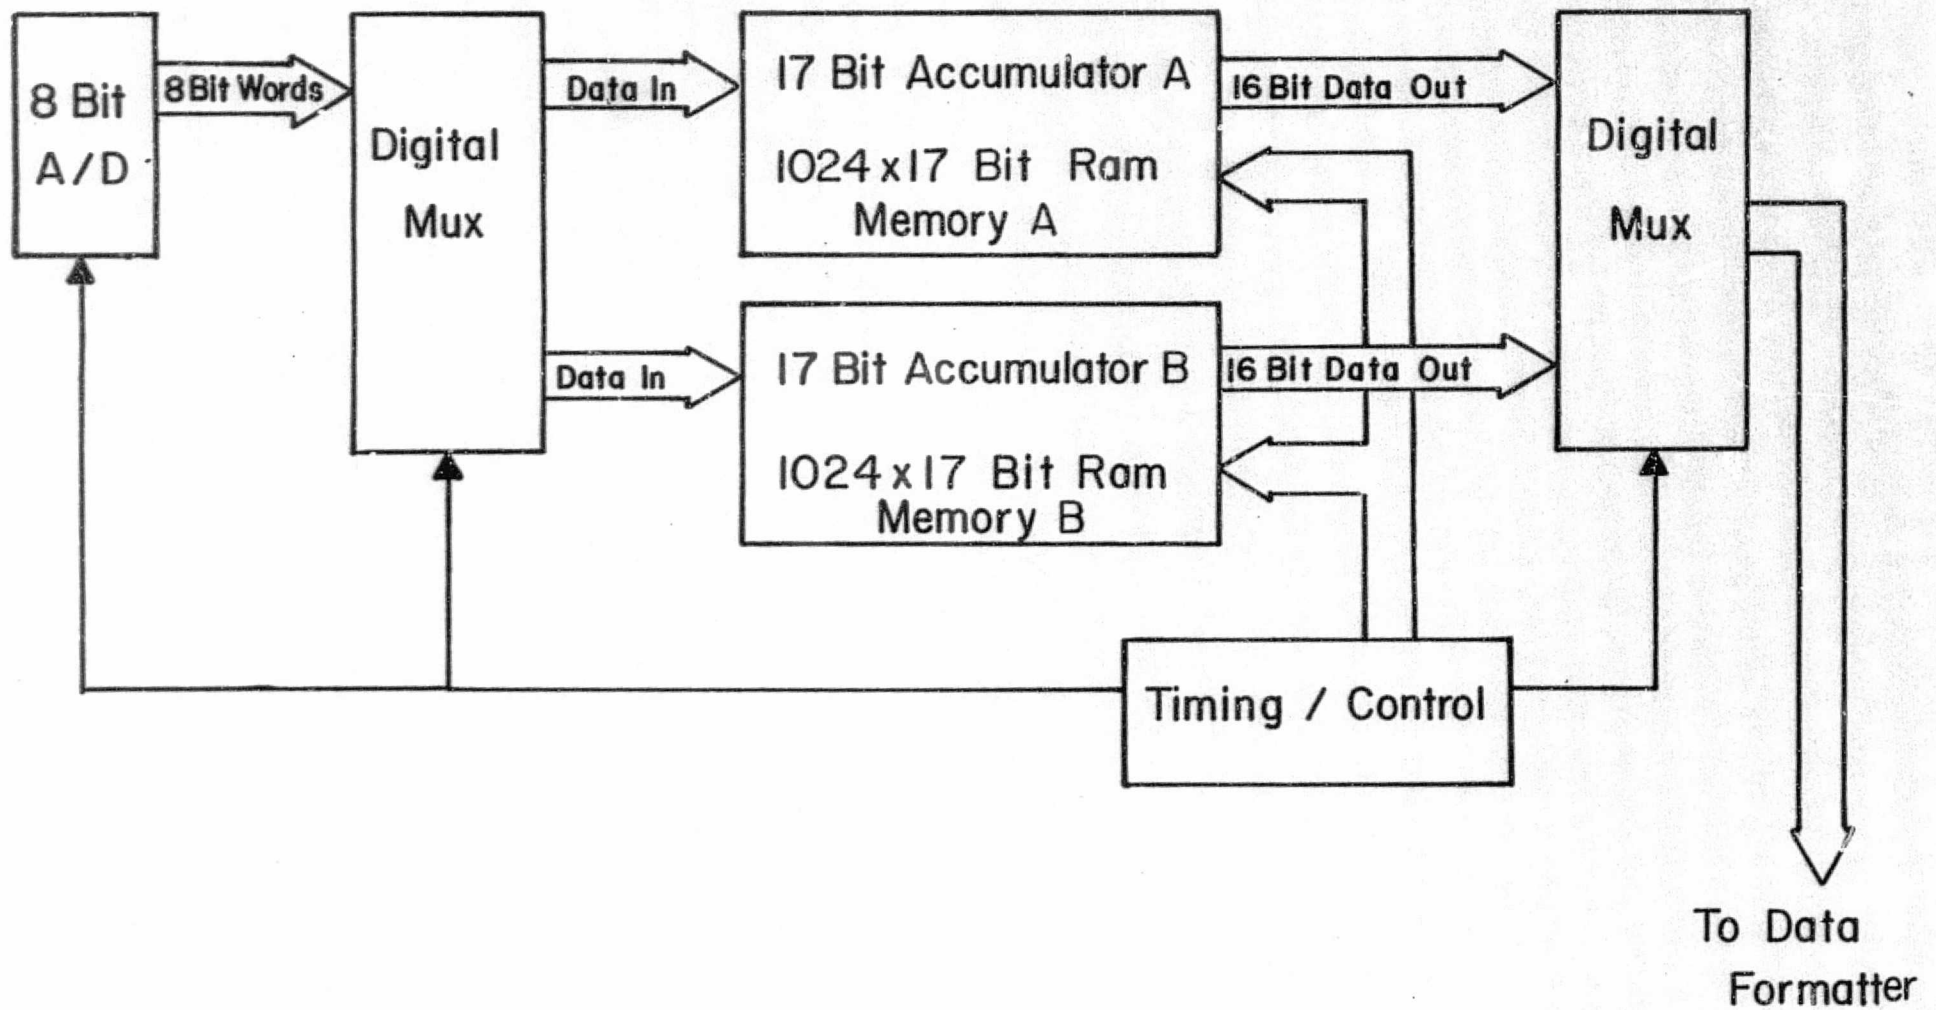 8 Bit
A/D
8 Bit Words
Digital
Mux
Data In
Data In
17 Bit Accumulator A
1024 x 17 Bit Ram
Memory A
17 Bit Accumulator B
1024 x 17 Bit Ram
Memory B
16 Bit Data Out
16 Bit Data Out
Digital
Mux
Timing / Control
To Data
Formatter